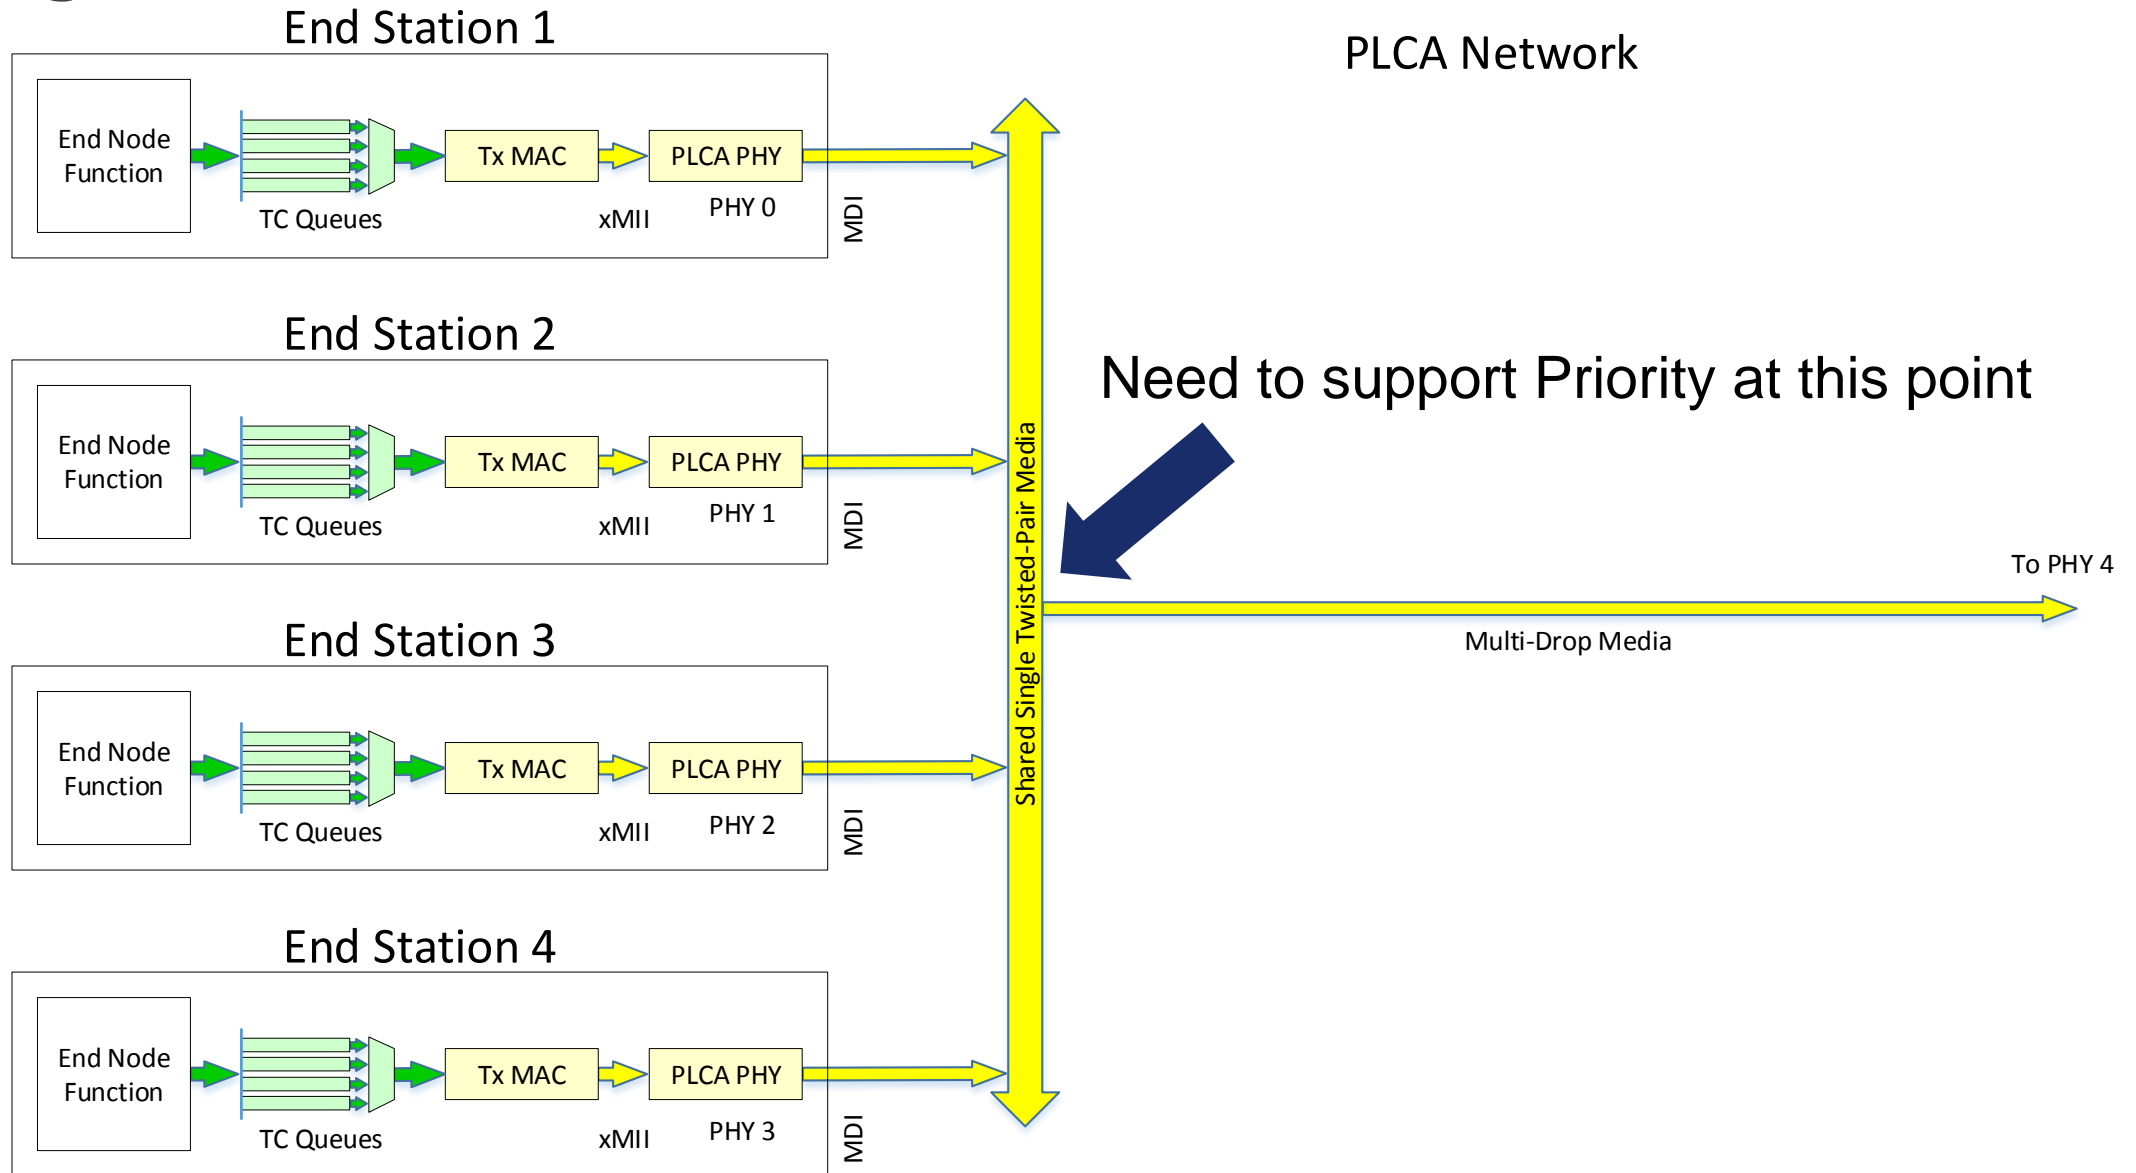 End Station 1
PLCA Network
End Node
Function
TC Queues
Tx MAC
xMII
PLCA PHY
PHY 0
MDI
End Station 2
End Node
Function
TC Queues
Tx MAC
xMII
PLCA PHY
PHY 1
MDI
Need to support Priority at this point
Shared Single Twisted-Pair Media
To PHY 4
Multi-Drop Media
End Station 3
End Node
Function
TC Queues
Tx MAC
xMII
PLCA PHY
PHY 2
MDI
End Station 4
End Node
Function
TC Queues
Tx MAC
xMII
PLCA PHY
PHY 3
MDI